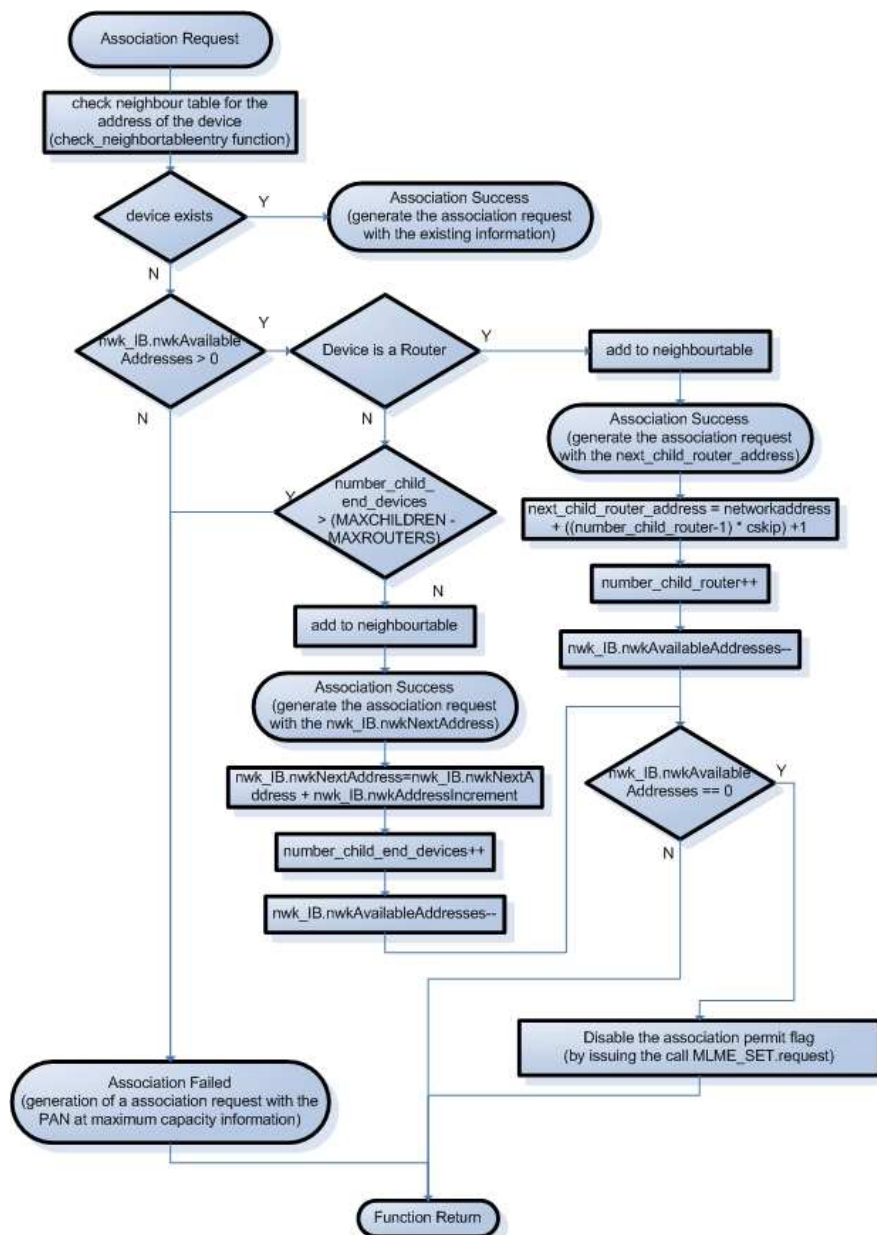 Association Request
check neighbour table for the
address of the device
(check_neighbortableentry function)
device exists
Y
Association Success
(generate the association request
with the existing information)
N
nwk_IB.nwkAvailable
Addresses > 0
Y
Device is a Router
Y
add to neighbourtable
N
N
Association Success
(generate the association request
with the next_child_router_address)
number_child_
end_devices
> (MAXCHILDREN -
MAXROUTERS)
Y
next_child_router_address = networkaddress
+ ((number_child_router-1) * cskip) +1
number_child_router++
N
add to neighbourtable
nwk_IB.nwkAvailableAddresses--
Association Success
(generate the association request
with the nwk_IB.nwkNextAddress)
nwk_IB.nwkNextAddress=nwk_IB.nwkNextA
ddress + nwk_IB.nwkAddressIncrement
nwk_IB.nwkAvailable
Addresses == 0
Y
number_child_end_devices++
N
nwk_IB.nwkAvailableAddresses--
Disable the association permit flag
(by issuing the call MLME_SET.request)
Association Failed
(generation of a association request with the
PAN at maximum capacity information)
Function Return